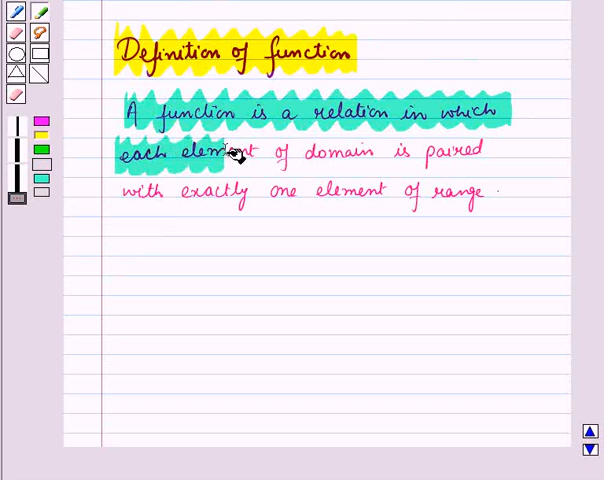 Definition of function
A function is a relation in which
each element of domain is paired
with exactly one element of range.